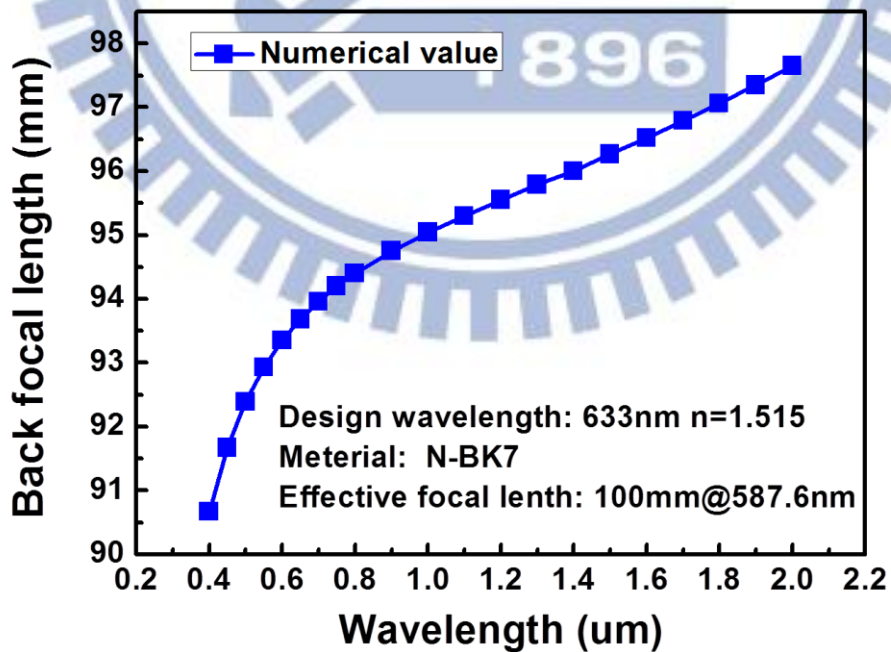 1896
Numerical value
98
97
96
95
94
93
92
91
90
Back focal length (mm)
Design wavelength: 633nm n=1.515
Meterial: N-BK7
Effective focal lenth: 100mm@587.6nm
0.2 0.4 0.6 0.8 1.0 1.2 1.4 1.6 1.8 2.0 2.2
Wavelength (um)